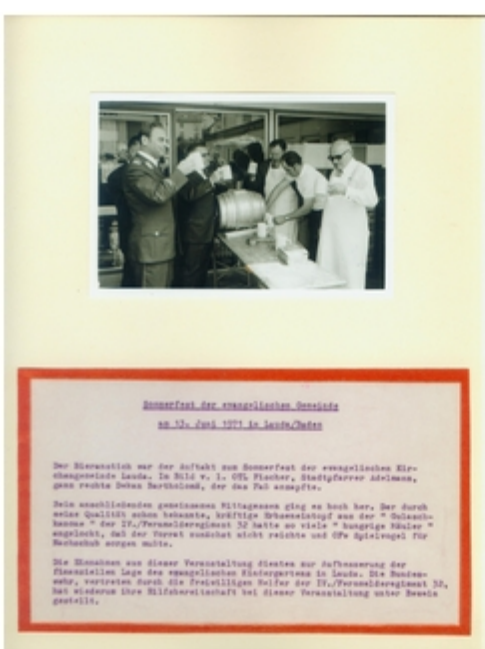 Sommerfest der evangelischen Gemeinde
am 13. Juni 1971 in Lauda/Baden
Der Bieranstich war der Auftakt zum Sommerfest der evangelischen Kir-
chengemeinde Lauda. Im Bild v. l. OTL Fischer, Stadtpfarrer Adelmann,
ganz rechts Dekan Bartholomä, der das Faß anzapfte.
Beim anschließenden gemeinsamen Mittagessen ging es hoch her. Der durch
seine Qualität schon bekannte, kräftige Erbseneintopf aus der " Gulasch-
kanone " der IV./Fernmelderegiment 32 hatte so viele " hungrige Mäuler "
angelockt, daß der Vorrat zunächst nicht reichte und OFw Spielvogel für
Nachschub sorgen mußte.
Die Einnahmen aus dieser Veranstaltung dienten zur Aufbesserung der
finanziellen Lage des evangelischen Kindergartens in Lauda. Die Bundes-
wehr, vertreten durch die freiwilligen Helfer der IV./Fernmelderegiment 32,
hat wiederum ihre Hilfsbereitschaft bei dieser Veranstaltung unter Beweis
gestellt.